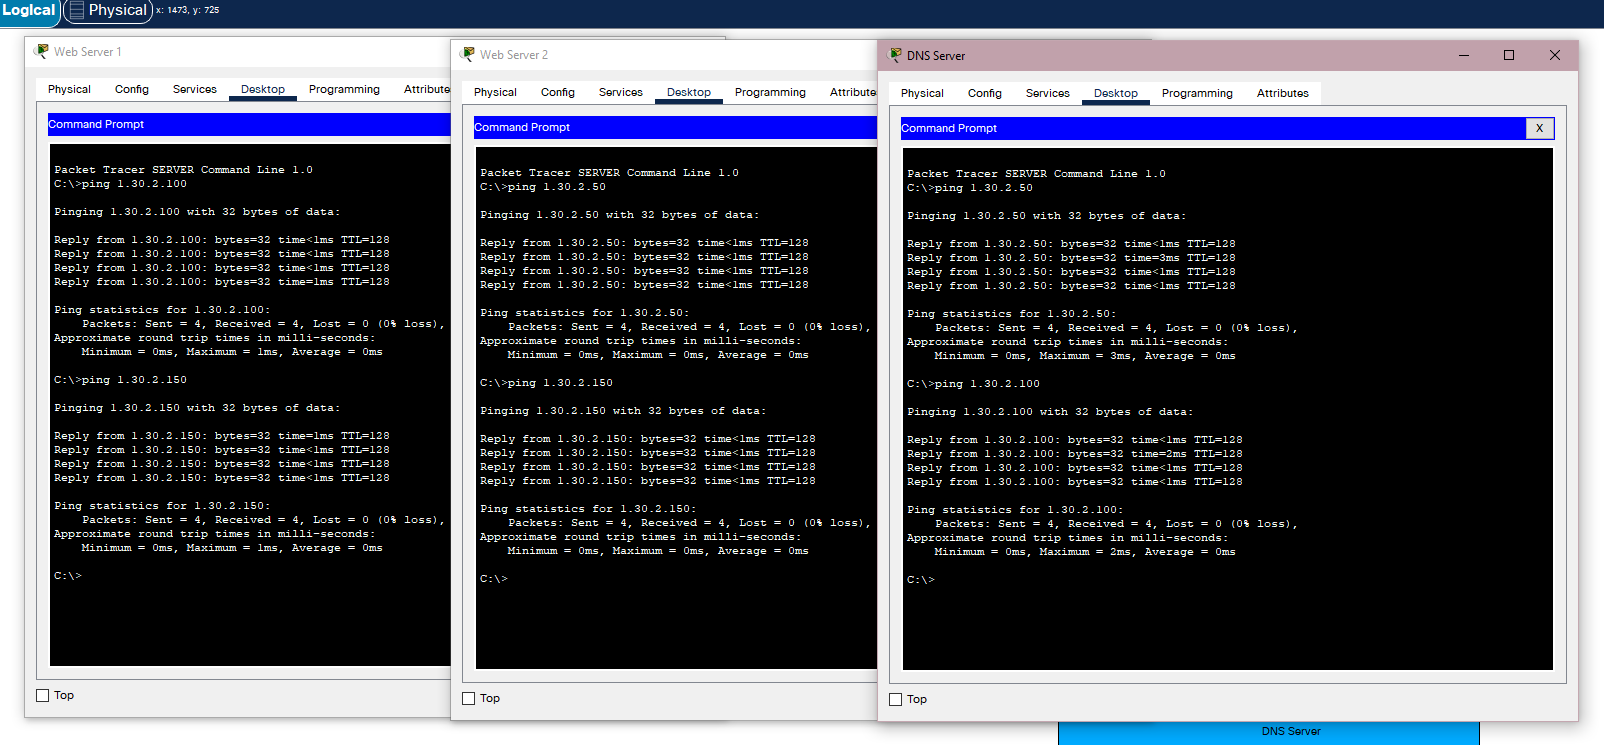 Logical
Physical
x: 1473, y: 725
Web Server 1
Physical Config Services Desktop Programming Attribute
Command Prompt
Packet Tracer SERVER Command Line 1.0
C:\>ping 1.30.2.100
Pinging 1.30.2.100 with 32 bytes of data:
Reply from 1.30.2.100: bytes=32 time<1ms TTL=128
Reply from 1.30.2.100: bytes=32 time<1ms TTL=128
Reply from 1.30.2.100: bytes=32 time<1ms TTL=128
Reply from 1.30.2.100: bytes=32 time=1ms TTL=128
Ping statistics for 1.30.2.100:
Packets: Sent = 4, Received = 4, Lost = 0 (0% loss),
Approximate round trip times in milli-seconds:
Minimum = 0ms, Maximum = 1ms, Average = 0ms
C:\>ping 1.30.2.150
Pinging 1.30.2.150 with 32 bytes of data:
Reply from 1.30.2.150: bytes=32 time=1ms TTL=128
Reply from 1.30.2.150: bytes=32 time<1ms TTL=128
Reply from 1.30.2.150: bytes=32 time<1ms TTL=128
Reply from 1.30.2.150: bytes=32 time<1ms TTL=128
Ping statistics for 1.30.2.150:
Packets: Sent = 4, Received = 4, Lost = 0 (0% loss),
Approximate round trip times in milli-seconds:
Minimum = 0ms, Maximum = 1ms, Average = 0ms
C:\>
Top
Web Server 2
Physical Config Services Desktop Programming Attribute
Command Prompt
Packet Tracer SERVER Command Line 1.0
C:\>ping 1.30.2.50
Pinging 1.30.2.50 with 32 bytes of data:
Reply from 1.30.2.50: bytes=32 time<1ms TTL=128
Reply from 1.30.2.50: bytes=32 time<1ms TTL=128
Reply from 1.30.2.50: bytes=32 time<1ms TTL=128
Reply from 1.30.2.50: bytes=32 time<1ms TTL=128
Ping statistics for 1.30.2.50:
Packets: Sent = 4, Received = 4, Lost = 0 (0% loss),
Approximate round trip times in milli-seconds:
Minimum = 0ms, Maximum = 0ms, Average = 0ms
C:\>ping 1.30.2.150
Pinging 1.30.2.150 with 32 bytes of data:
Reply from 1.30.2.150: bytes=32 time<1ms TTL=128
Reply from 1.30.2.150: bytes=32 time<1ms TTL=128
Reply from 1.30.2.150: bytes=32 time<1ms TTL=128
Reply from 1.30.2.150: bytes=32 time<1ms TTL=128
Ping statistics for 1.30.2.150:
Packets: Sent = 4, Received = 4, Lost = 0 (0% loss),
Approximate round trip times in milli-seconds:
Minimum = 0ms, Maximum = 0ms, Average = 0ms
C:\>
Top
DNS Server
Physical Config Services Desktop Programming Attributes
Command Prompt X
Packet Tracer SERVER Command Line 1.0
C:\>ping 1.30.2.50
Pinging 1.30.2.50 with 32 bytes of data:
Reply from 1.30.2.50: bytes=32 time<1ms TTL=128
Reply from 1.30.2.50: bytes=32 time=3ms TTL=128
Reply from 1.30.2.50: bytes=32 time<1ms TTL=128
Reply from 1.30.2.50: bytes=32 time<1ms TTL=128
Ping statistics for 1.30.2.50:
Packets: Sent = 4, Received = 4, Lost = 0 (0% loss),
Approximate round trip times in milli-seconds:
Minimum = 0ms, Maximum = 3ms, Average = 0ms
C:\>ping 1.30.2.100
Pinging 1.30.2.100 with 32 bytes of data:
Reply from 1.30.2.100: bytes=32 time<1ms TTL=128
Reply from 1.30.2.100: bytes=32 time=2ms TTL=128
Reply from 1.30.2.100: bytes=32 time<1ms TTL=128
Reply from 1.30.2.100: bytes=32 time<1ms TTL=128
Ping statistics for 1.30.2.100:
Packets: Sent = 4, Received = 4, Lost = 0 (0% loss),
Approximate round trip times in milli-seconds:
Minimum = 0ms, Maximum = 2ms, Average = 0ms
C:\>
Top
DNS Server